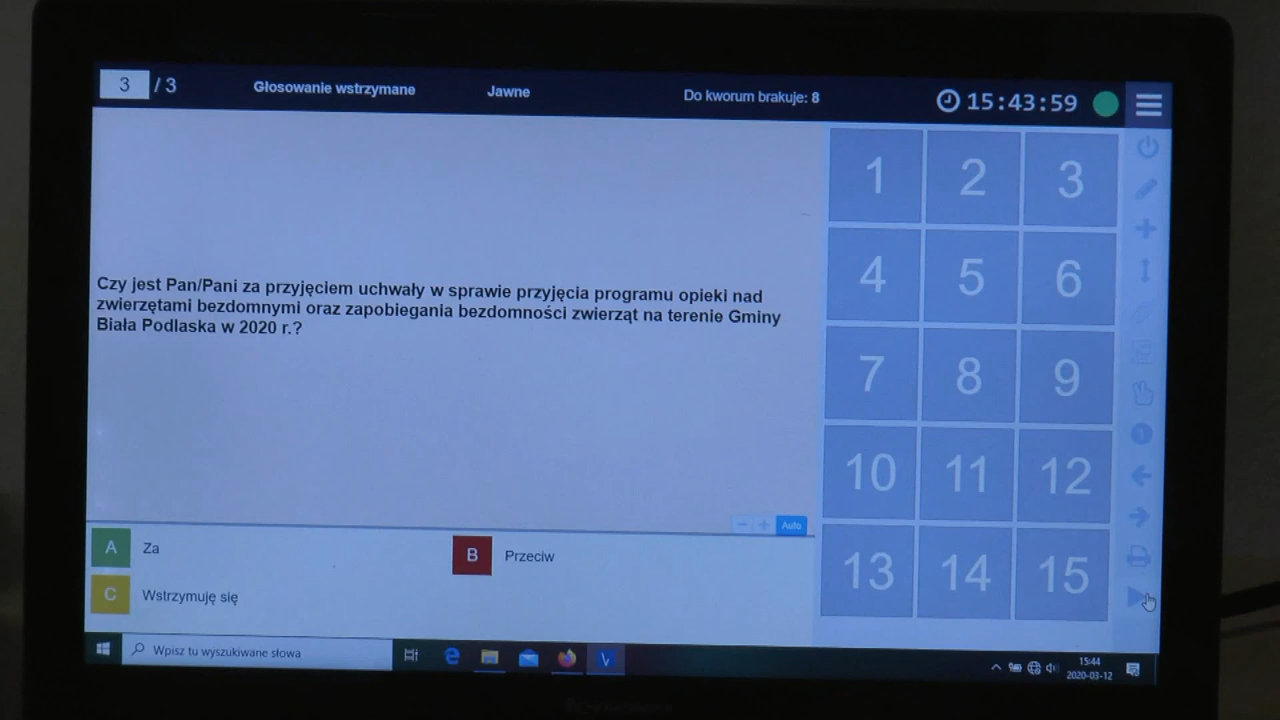 3 / 3 Głosowanie wstrzymane Jawne Do kworum brakuje: 8 15:43:59
1 2 3
4 5 6
7 8 9
10 11 12
13 14 15
Czy jest Pan/Pani za przyjęciem uchwały w sprawie przyjęcia programu opieki nad
zwierzętami bezdomnymi oraz zapobiegania bezdomności zwierząt na terenie Gminy
Biała Podlaska w 2020 r.?
Auto
A Za B Przeciw
C Wstrzymuję się
Wpisz tu wyszukiwane słowa
15:44
2020-03-12